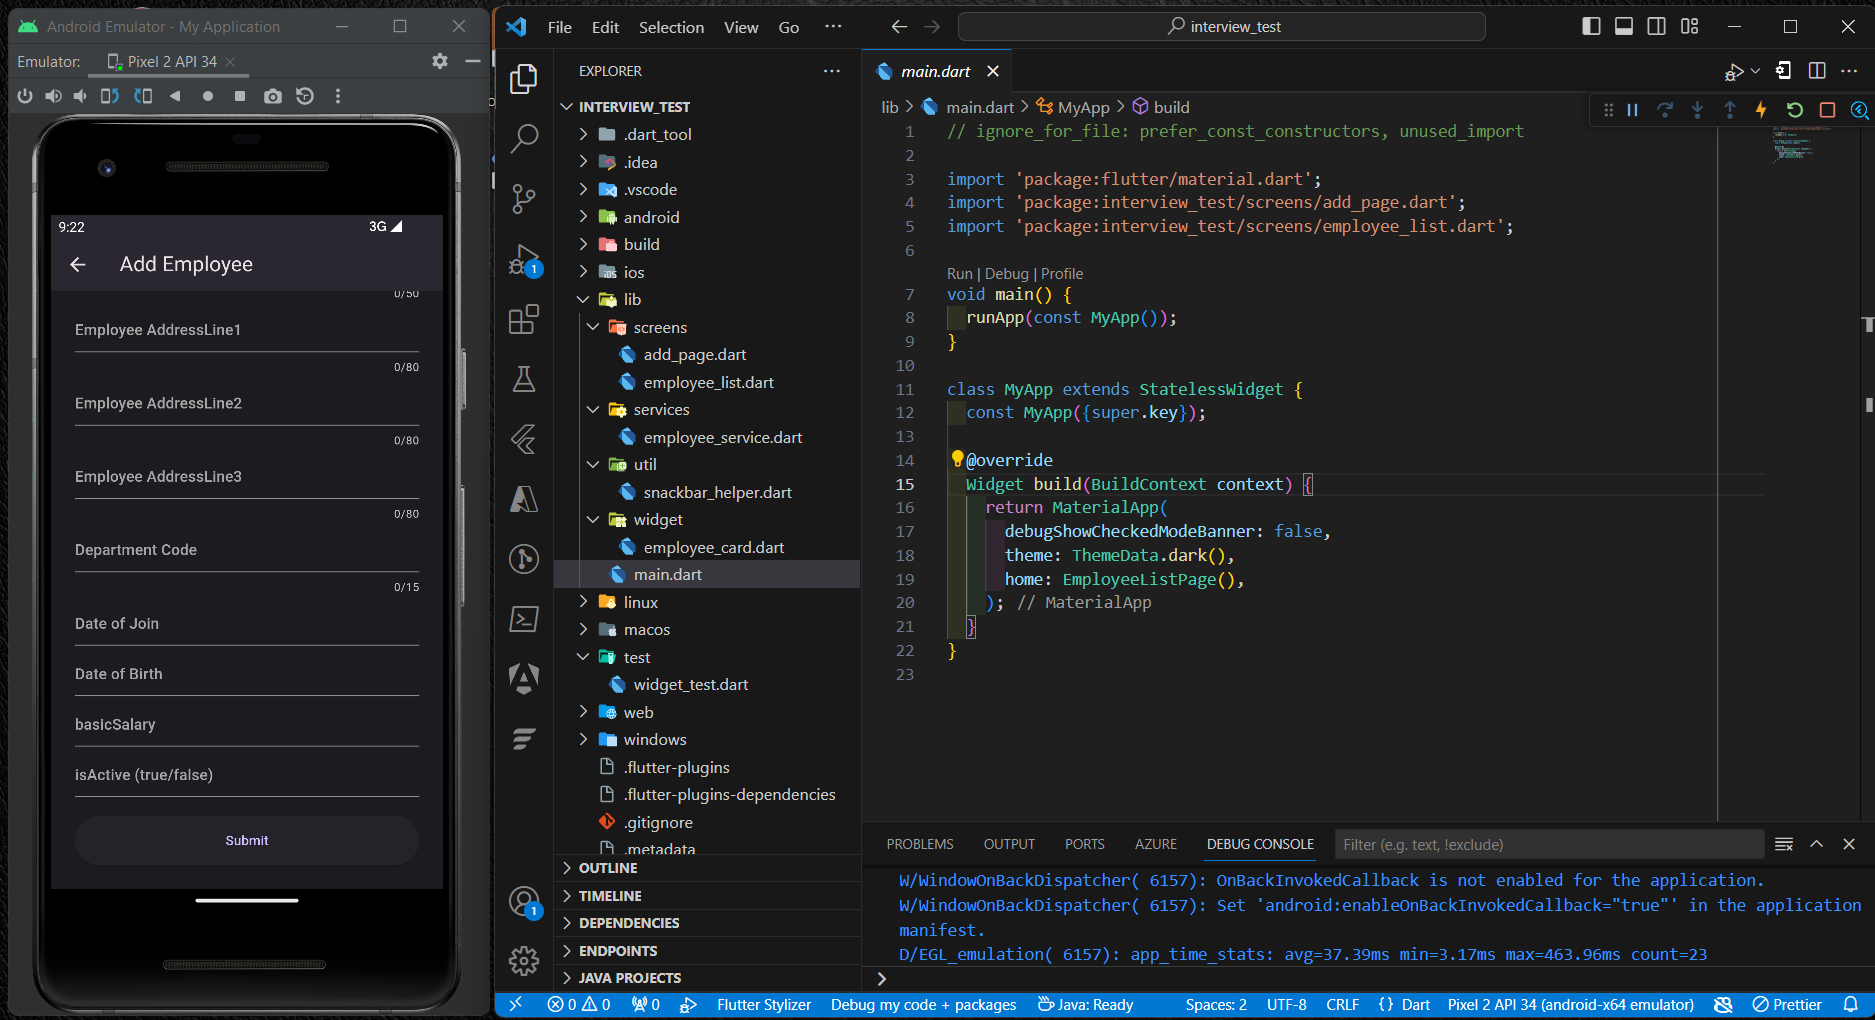 Android Emulator - My Application
Emulator:
Pixel 2 API 34
9:22
3G
Add Employee
0/50
Employee AddressLine1
0/80
Employee AddressLine2
0/80
Employee AddressLine3
0/80
Department Code
0/15
Date of Join
Date of Birth
basicSalary
isActive (true/false)
Submit
File Edit Selection View Go ···
interview_test
EXPLORER
INTERVIEW_TEST
.dart_tool
.idea
.vscode
android
build
ios
lib
screens
add_page.dart
employee_list.dart
services
employee_service.dart
util
snackbar_helper.dart
widget
employee_card.dart
main.dart
linux
macos
test
widget_test.dart
web
windows
.flutter-plugins
.flutter-plugins-dependencies
.gitignore
.metadata
OUTLINE
TIMELINE
DEPENDENCIES
ENDPOINTS
JAVA PROJECTS
1
1
main.dart
lib > main.dart > MyApp > build
1 // ignore_for_file: prefer_const_constructors, unused_import
2
3 import 'package:flutter/material.dart';
4 import 'package:interview_test/screens/add_page.dart';
5 import 'package:interview_test/screens/employee_list.dart';
6
Run | Debug | Profile
7 void main() {
8 runApp(const MyApp());
9 }
10
11 class MyApp extends StatelessWidget {
12 const MyApp({super.key});
13
14 @override
15 Widget build(BuildContext context) {
16 return MaterialApp(
17 debugShowCheckedModeBanner: false,
18 theme: ThemeData.dark(),
19 home: EmployeeListPage(),
20 ); // MaterialApp
21 }
22 }
23
PROBLEMS OUTPUT PORTS AZURE DEBUG CONSOLE Filter (e.g. text, !exclude)
W/WindowOnBackDispatcher( 6157): OnBackInvokedCallback is not enabled for the application.
W/WindowOnBackDispatcher( 6157): Set 'android:enableOnBackInvokedCallback="true"' in the application
manifest.
D/EGL_emulation( 6157): app_time_stats: avg=37.39ms min=3.17ms max=463.96ms count=23
>
0 0 0 Flutter Stylizer Debug my code + packages Java: Ready Spaces: 2 UTF-8 CRLF {} Dart Pixel 2 API 34 (android-x64 emulator) Prettier